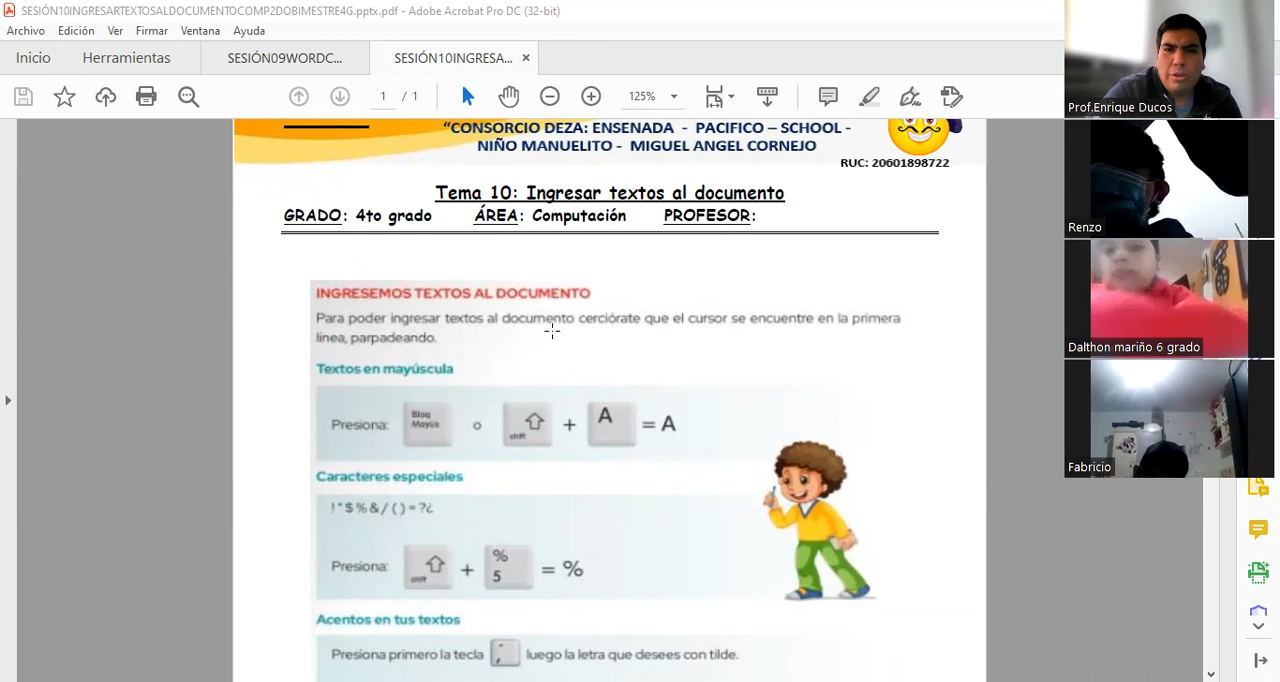 SESIÓN10INGRESARTEXTOSALDOCUMENTOCOMP2DOBIMESTRE4G.pptx.pdf - Adobe Acrobat Pro DC (32-bit)
Archivo Edición Ver Firmar Ventana Ayuda
Inicio Herramientas SESIÓN09WORDC... SESIÓN10INGRESA... ×
1 / 1 125%
"CONSORCIO DEZA: ENSENADA - PACIFICO – SCHOOL -
NIÑO MANUELITO - MIGUEL ANGEL CORNEJO
RUC: 20601898722
Tema 10: Ingresar textos al documento
GRADO: 4to grado ÁREA: Computación PROFESOR:
INGRESEMOS TEXTOS AL DOCUMENTO
Para poder ingresar textos al documento cerciórate que el cursor se encuentre en la primera
línea, parpadeando.
Textos en mayúscula
Presiona: Bloq Mayús o shift + A = A
Caracteres especiales
! " $ % & / ( ) = ? ¿
Presiona: shift + % 5 = %
Acentos en tus textos
Presiona primero la tecla ´ luego la letra que desees con tilde.
Prof.Enrique Ducos
Renzo
Dalthon mariño 6 grado
Fabricio